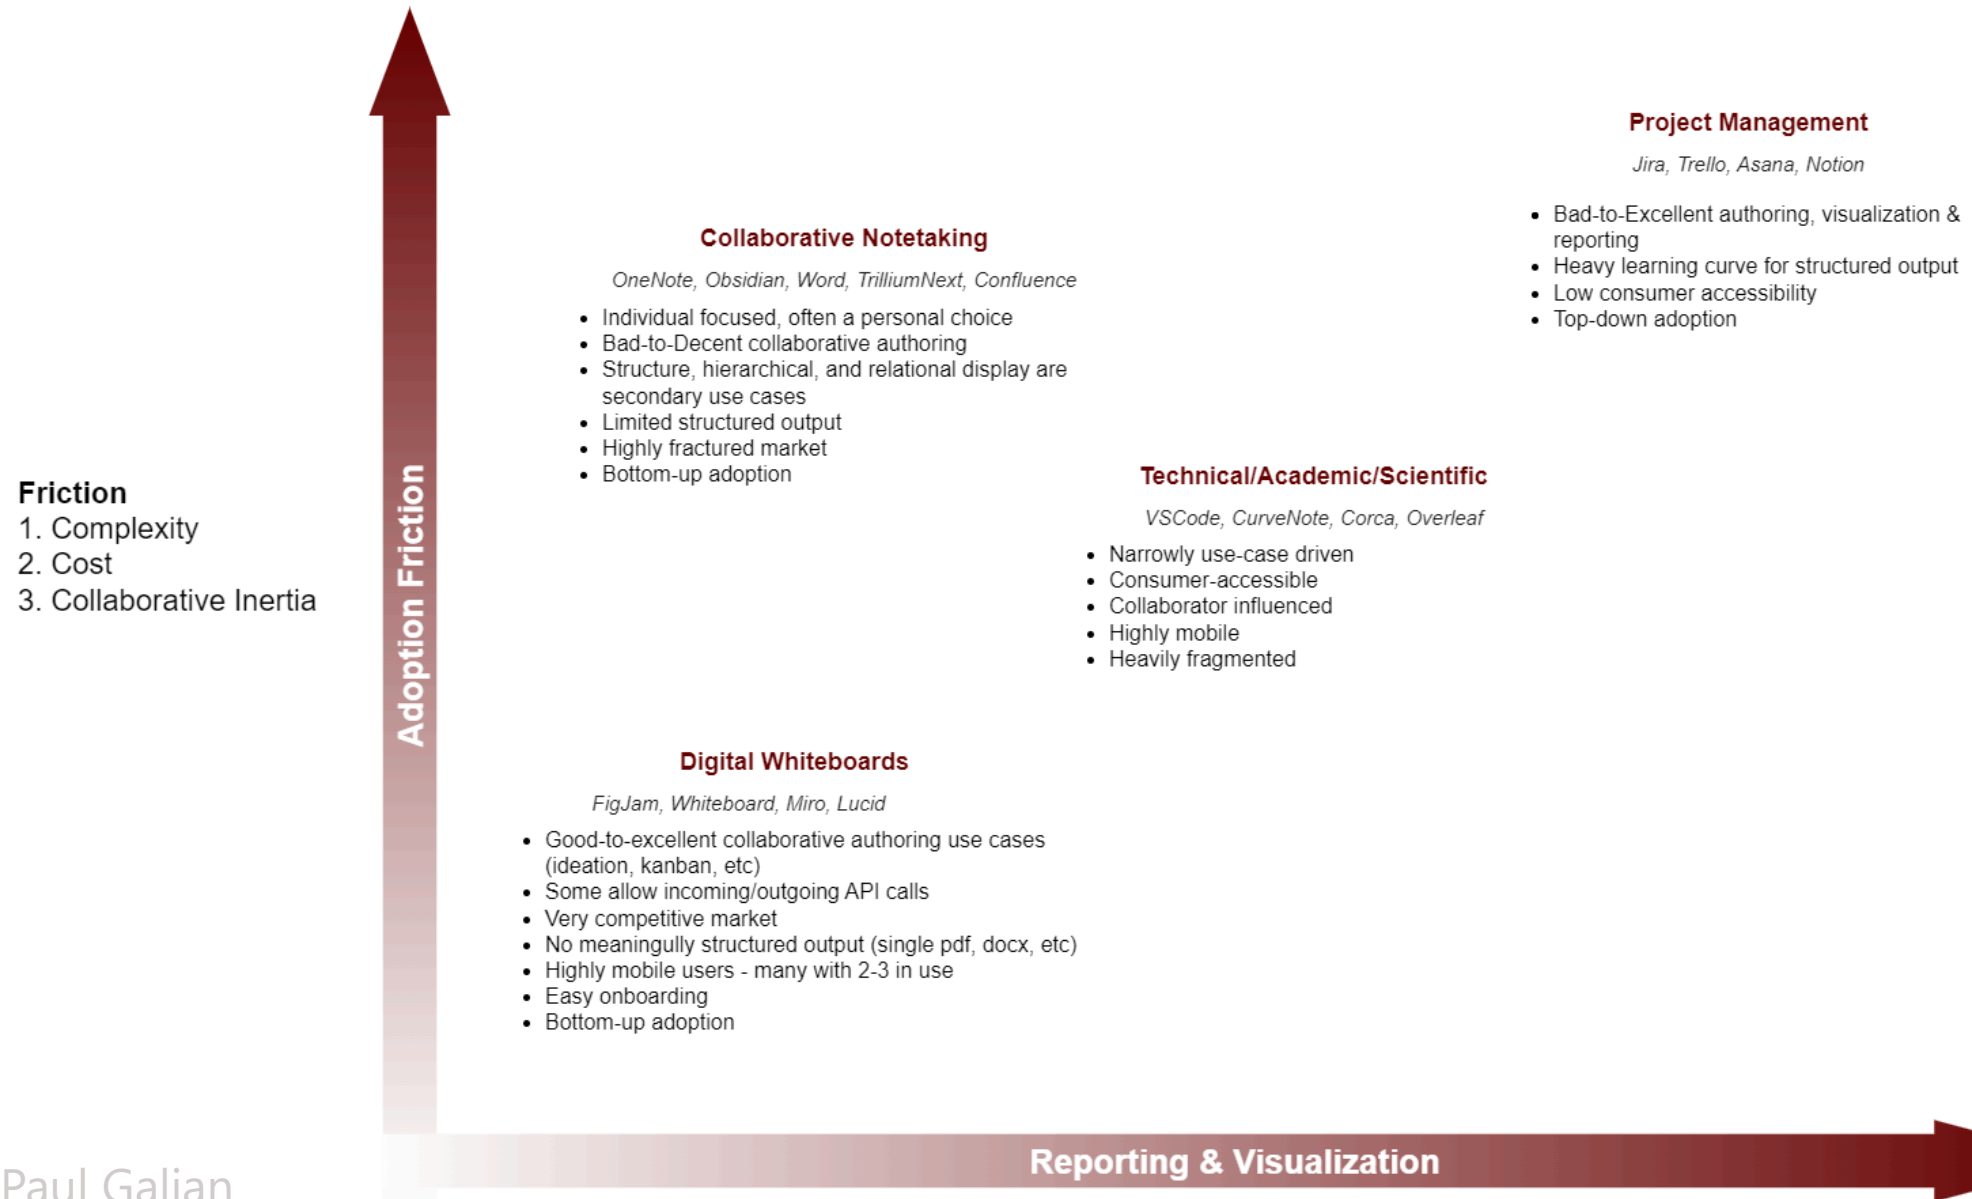 Project Management
Jira, Trello, Asana, Notion
Bad-to-Excellent authoring, visualization &
reporting
Heavy learning curve for structured output
Low consumer accessibility
Top-down adoption
Collaborative Notetaking
OneNote, Obsidian, Word, TrilliumNext, Confluence
Individual focused, often a personal choice
Bad-to-Decent collaborative authoring
Structure, hierarchical, and relational display are
secondary use cases
Limited structured output
Highly fractured market
Bottom-up adoption
Technical/Academic/Scientific
VSCode, CurveNote, Corca, Overleaf
Narrowly use-case driven
Consumer-accessible
Collaborator influenced
Highly mobile
Heavily fragmented
Friction
1. Complexity
2. Cost
3. Collaborative Inertia
Adoption Friction
Digital Whiteboards
FigJam, Whiteboard, Miro, Lucid
Good-to-excellent collaborative authoring use cases
(ideation, kanban, etc)
Some allow incoming/outgoing API calls
Very competitive market
No meaningully structured output (single pdf, docx, etc)
Highly mobile users - many with 2-3 in use
Easy onboarding
Bottom-up adoption
Reporting & Visualization
Paul Galian